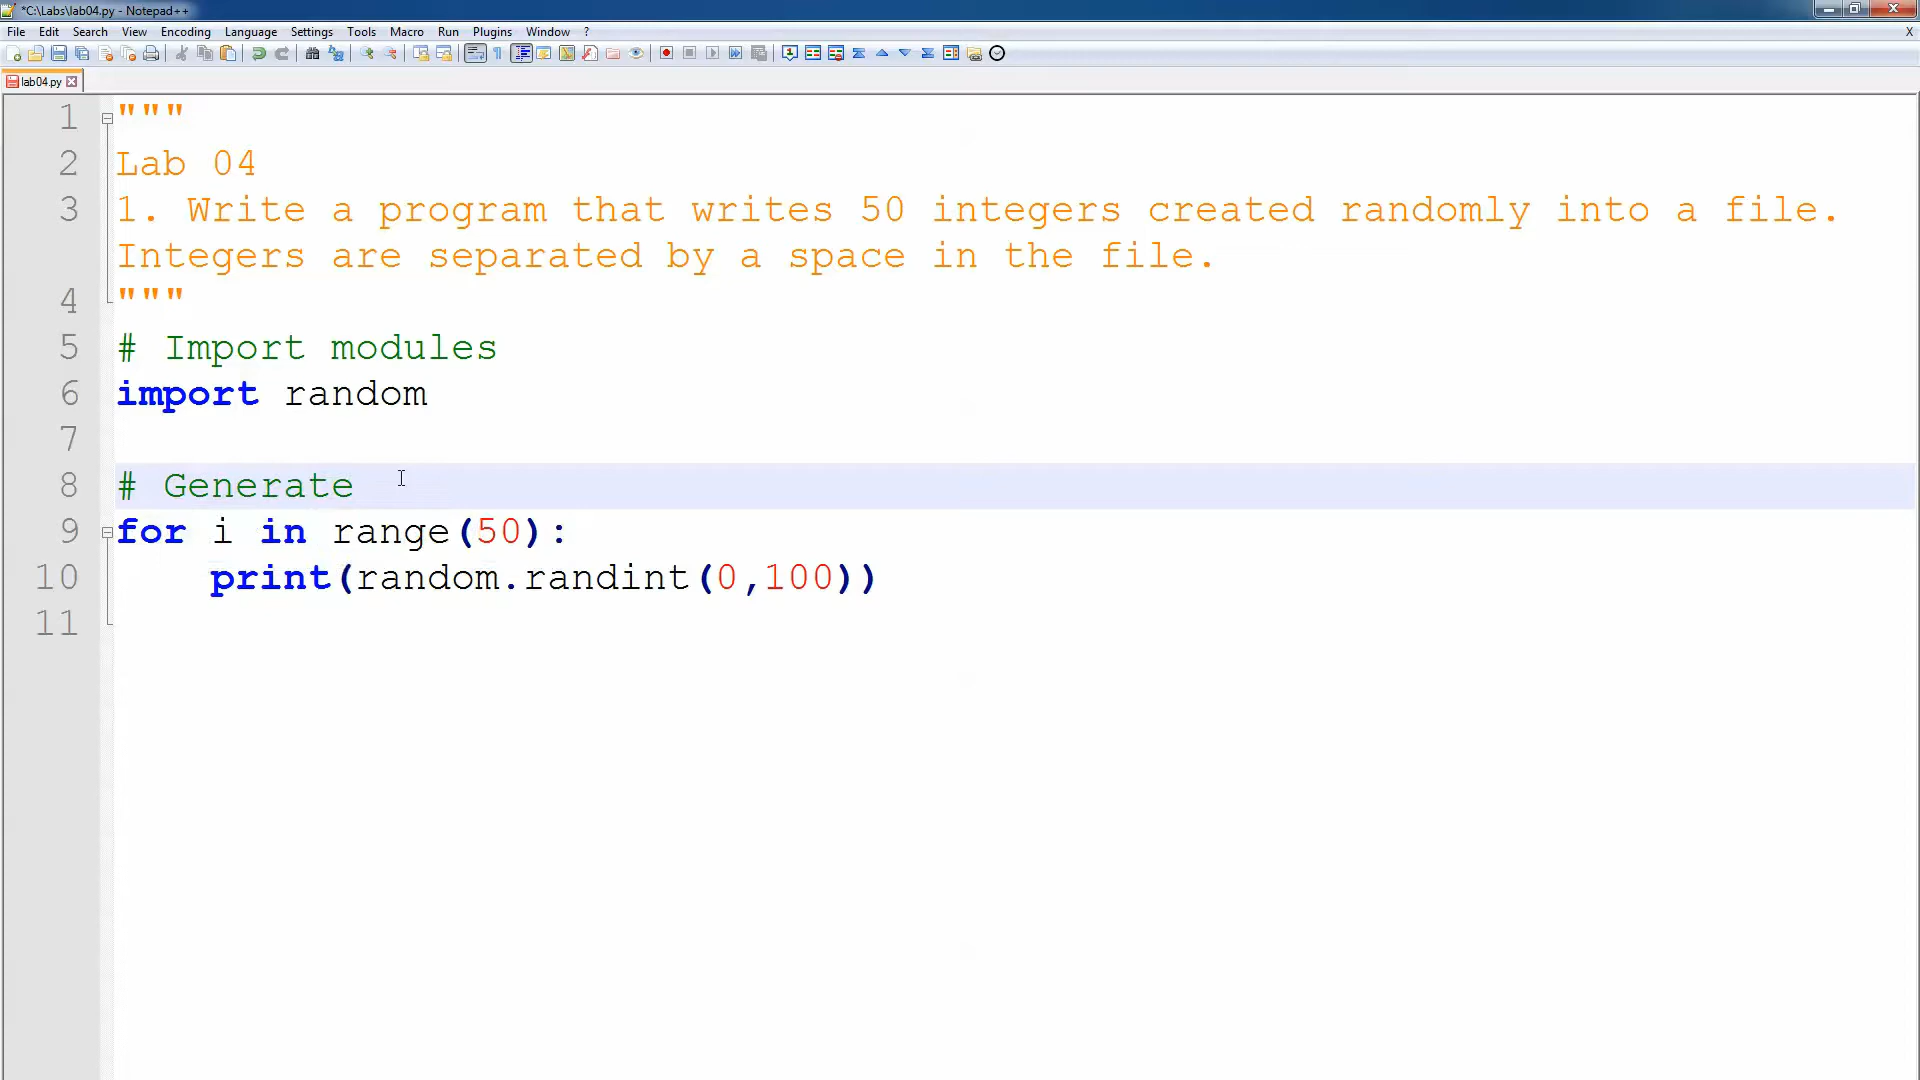 *C:\Labs\lab04.py - Notepad++
File Edit Search View Encoding Language Settings Tools Macro Run Plugins Window ? X
lab04.py
1 """
2 Lab 04
3 1. Write a program that writes 50 integers created randomly into a file.
Integers are separated by a space in the file.
4 """
5 # Import modules
6 import random
7
8 # Generate
9 for i in range(50):
10     print(random.randint(0,100))
11